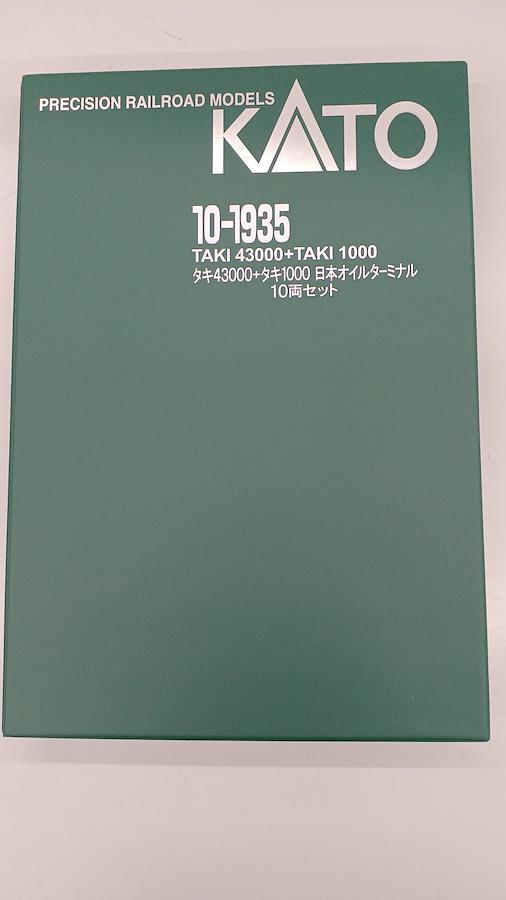 PRECISION RAILROAD MODELS
KATO
10-1935
TAKI 43000+TAKI 1000
タキ43000+タキ1000 日本オイルターミナル
10両セット